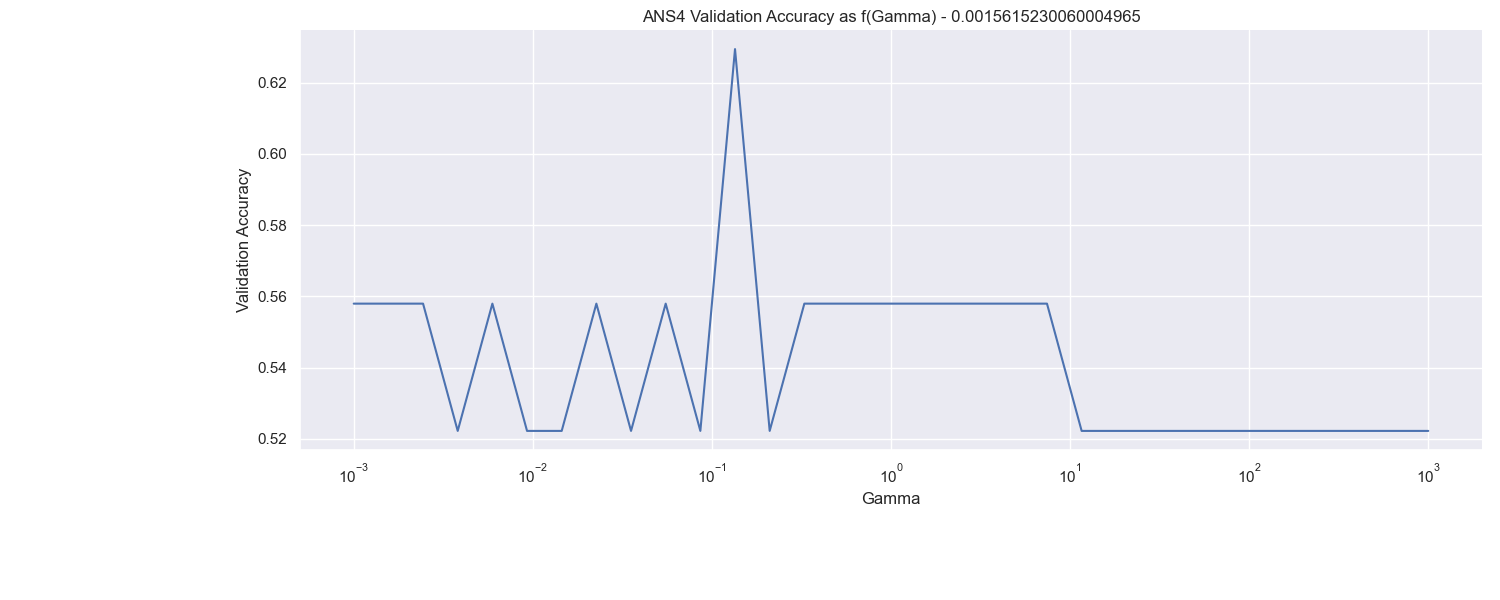 ANS4 Validation Accuracy as f(Gamma) - 0.0015615230060004965
Validation Accuracy
0.62
0.60
0.58
0.56
0.54
0.52
10⁻³ 10⁻² 10⁻¹ 10⁰ 10¹ 10² 10³
Gamma